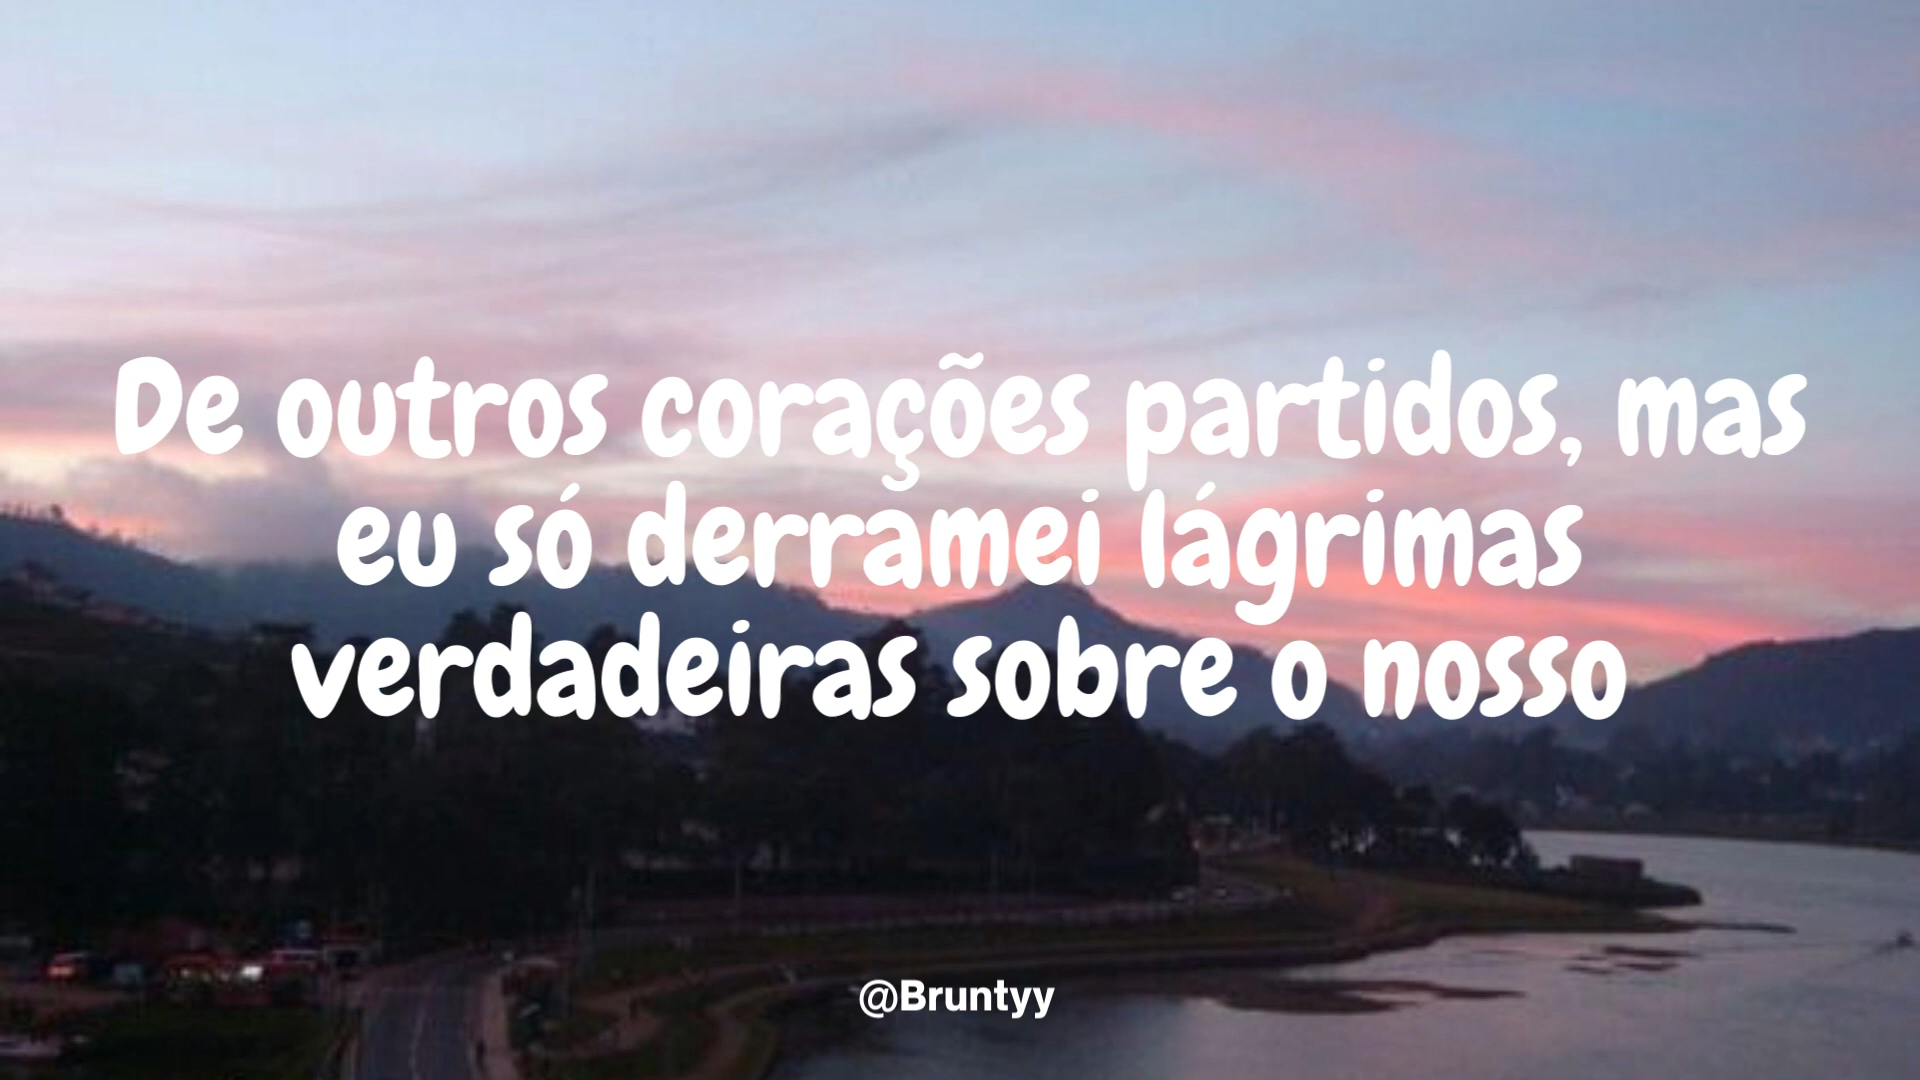 De outros corações partidos, mas
eu só derramei lágrimas
verdadeiras sobre o nosso
@Bruntyy